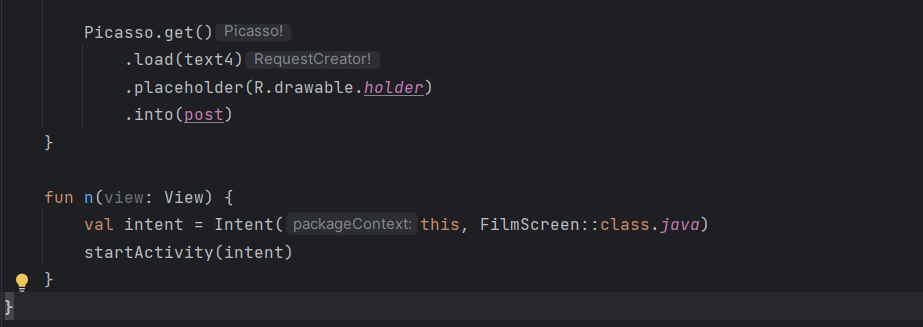 Picasso.get() Picasso!
.load(text4) RequestCreator!
.placeholder(R.drawable.holder)
.into(post)
}
fun n(view: View) {
val intent = Intent( packageContext: this, FilmScreen::class.java)
startActivity(intent)
}
}